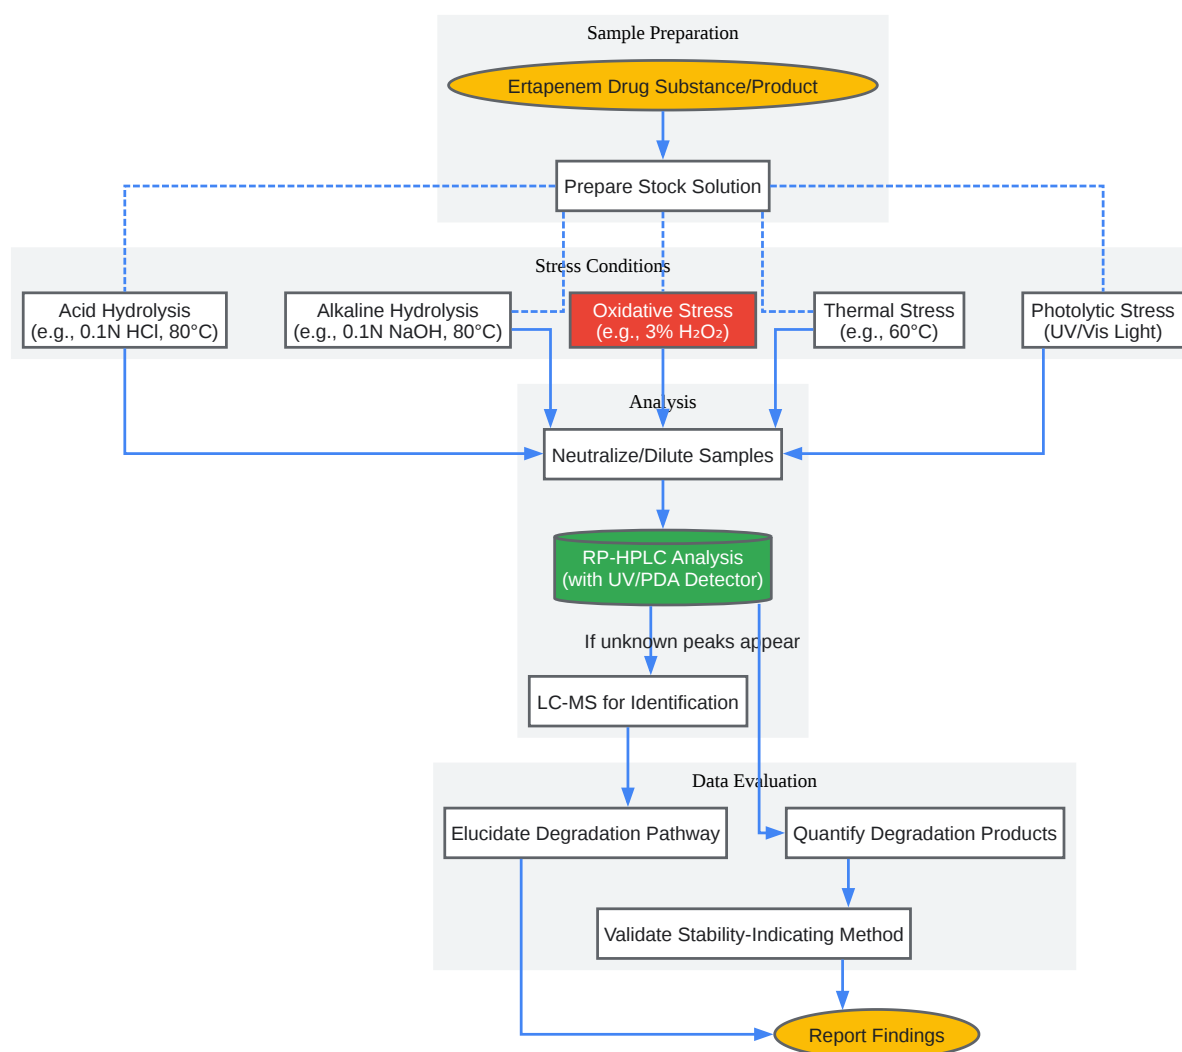 Sample Preparation
Ertapenem Drug Substance/Product
Prepare Stock Solution
Stress Conditions
Acid Hydrolysis
(e.g., 0.1N HCl, 80°C)
Alkaline Hydrolysis
(e.g., 0.1N NaOH, 80°C)
Oxidative Stress
(e.g., 3% H₂O₂)
Thermal Stress
(e.g., 60°C)
Photolytic Stress
(UV/Vis Light)
Analysis
Neutralize/Dilute Samples
RP-HPLC Analysis
(with UV/PDA Detector)
If unknown peaks appear
LC-MS for Identification
Data Evaluation
Elucidate Degradation Pathway
Quantify Degradation Products
Validate Stability-Indicating Method
Report Findings